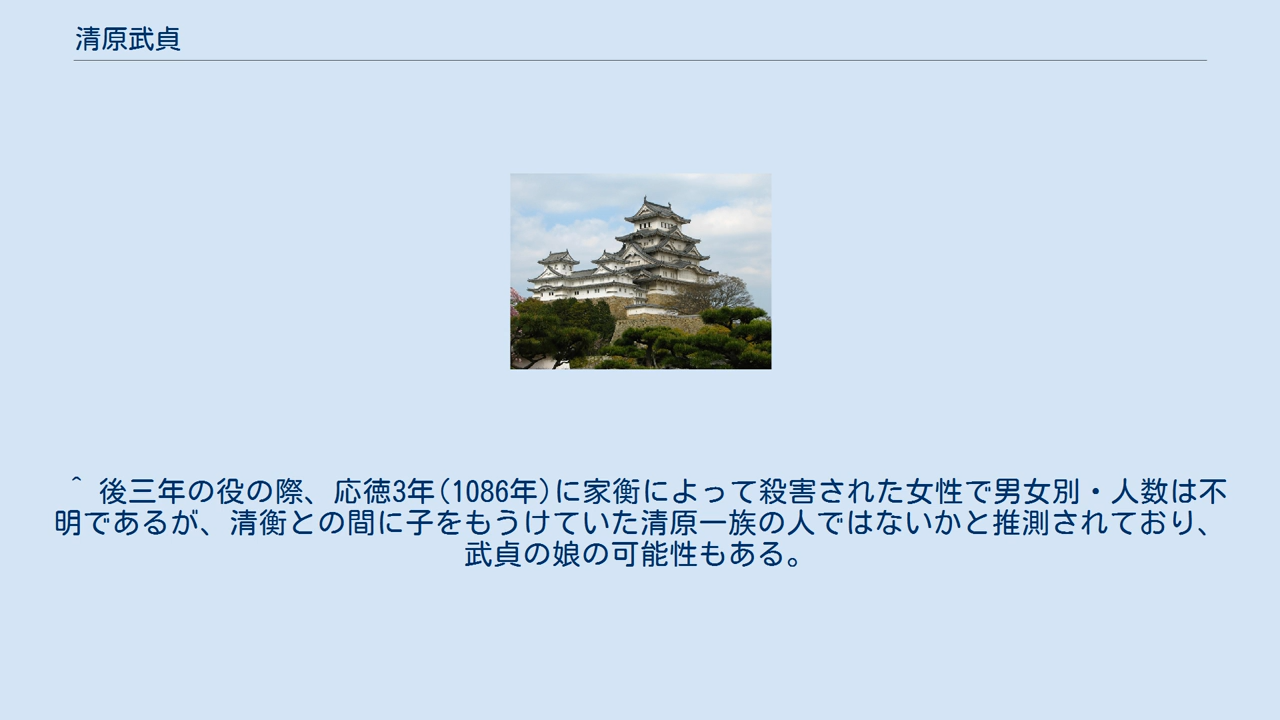 清原武貞
^ 後三年の役の際、応徳3年(1086年)に家衡によって殺害された女性で男女別・人数は不
明であるが、清衡との間に子をもうけていた清原一族の人ではないかと推測されており、
武貞の娘の可能性もある。